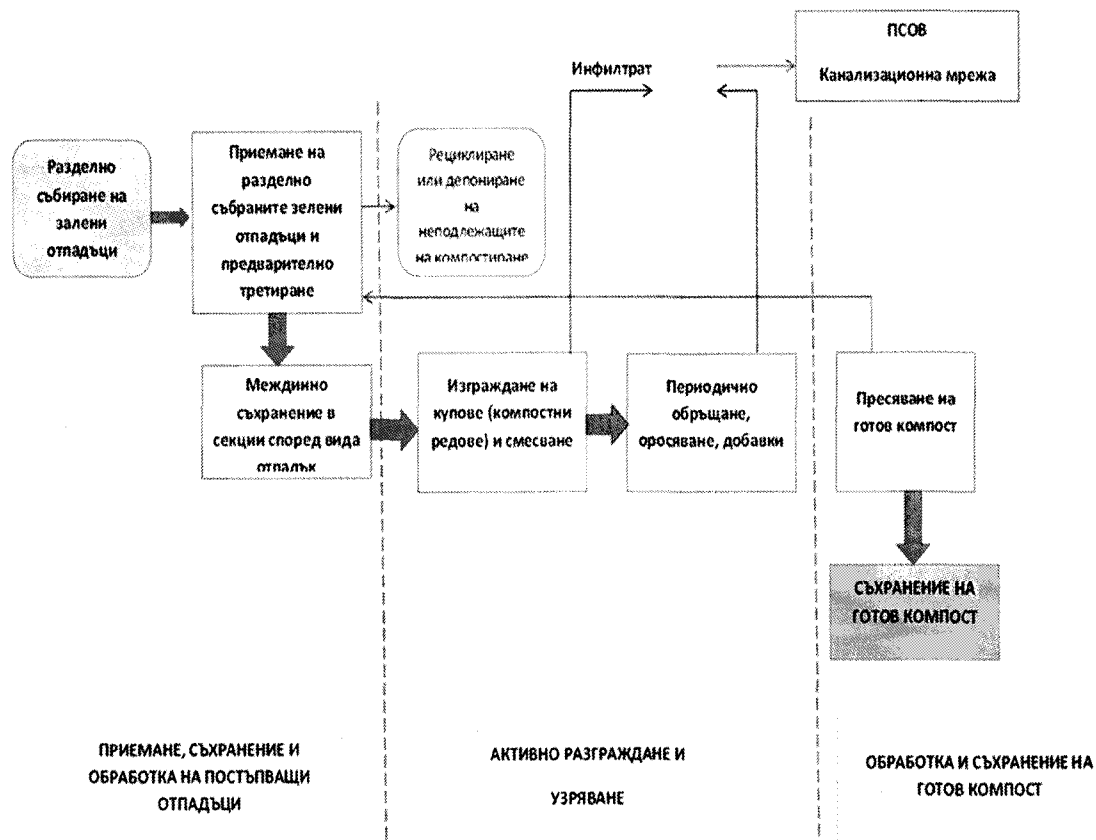 ПСОВ
Канализационна мрежа
Инфилтрат
Разделно
събиране на
залени
отпадъци
Приемане на
разделно
събраните зелени
отпадъци и
предварително
третиране
Рециклиране
или депониране
на
неподлежащите
на компостиране
Междинно
съхранение в
секции според вида
отпадък
Изграждане на
купове (компостни
редове) и смесване
Периодично
обръщане,
оросяване, добавки
Пресяване на
готов компост
СЪХРАНЕНИЕ НА
ГОТОВ КОМПОСТ
ПРИЕМАНЕ, СЪХРАНЕНИЕ И
ОБРАБОТКА НА ПОСТЪПВАЩИ
ОТПАДЪЦИ
АКТИВНО РАЗГРАЖДАНЕ И
УЗРЯВАНЕ
ОБРАБОТКА И СЪХРАНЕНИЕ НА
ГОТОВ КОМПОСТ